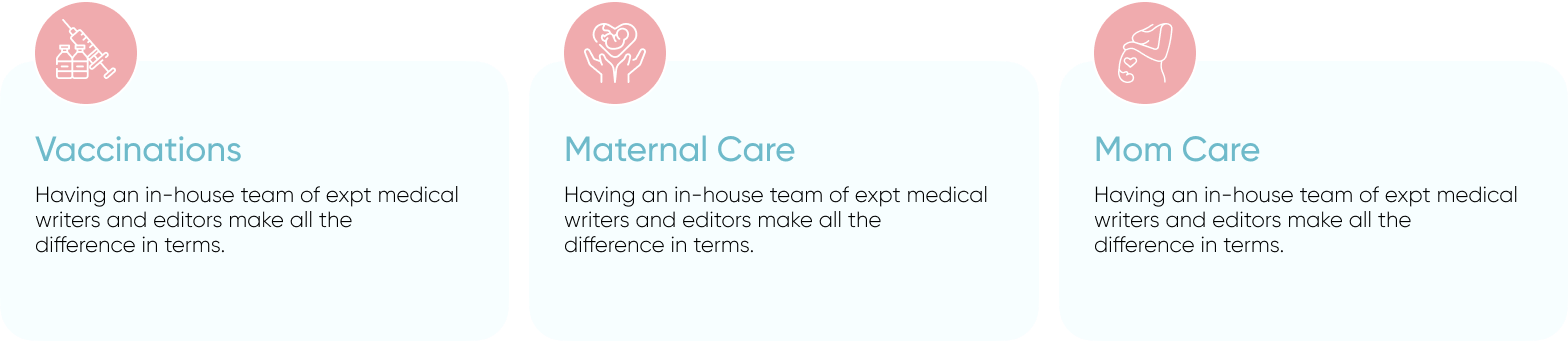 Vaccinations
Having an in-house team of expt medical
writers and editors make all the
difference in terms.
Maternal Care
Having an in-house team of expt medical
writers and editors make all the
difference in terms.
Mom Care
Having an in-house team of expt medical
writers and editors make all the
difference in terms.